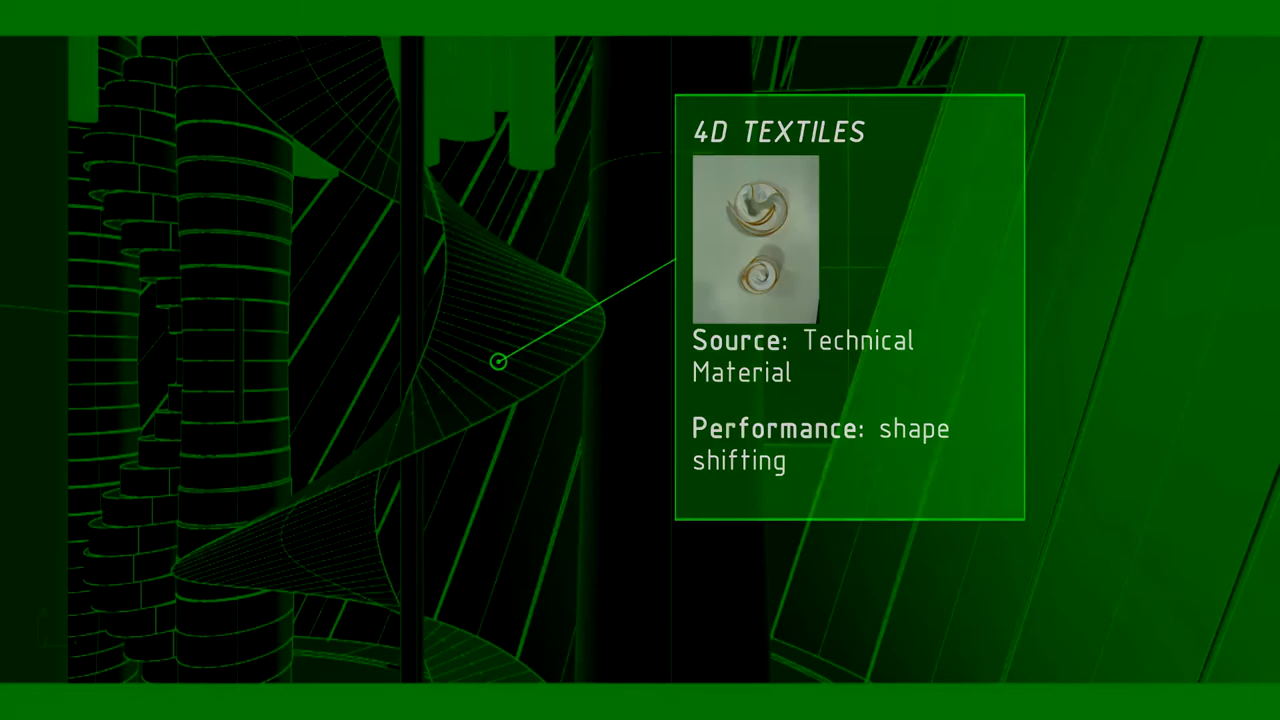 4D TEXTILES
Source: Technical
Material
Performance: shape
shifting